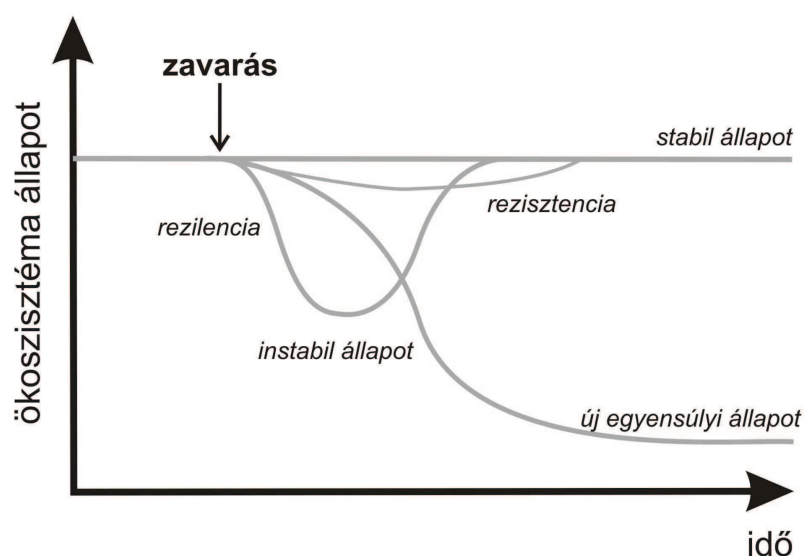 zavarás
ökoszisztéma állapot
stabil állapot
rezilencia
rezisztencia
instabil állapot
új egyensúlyi állapot
idő